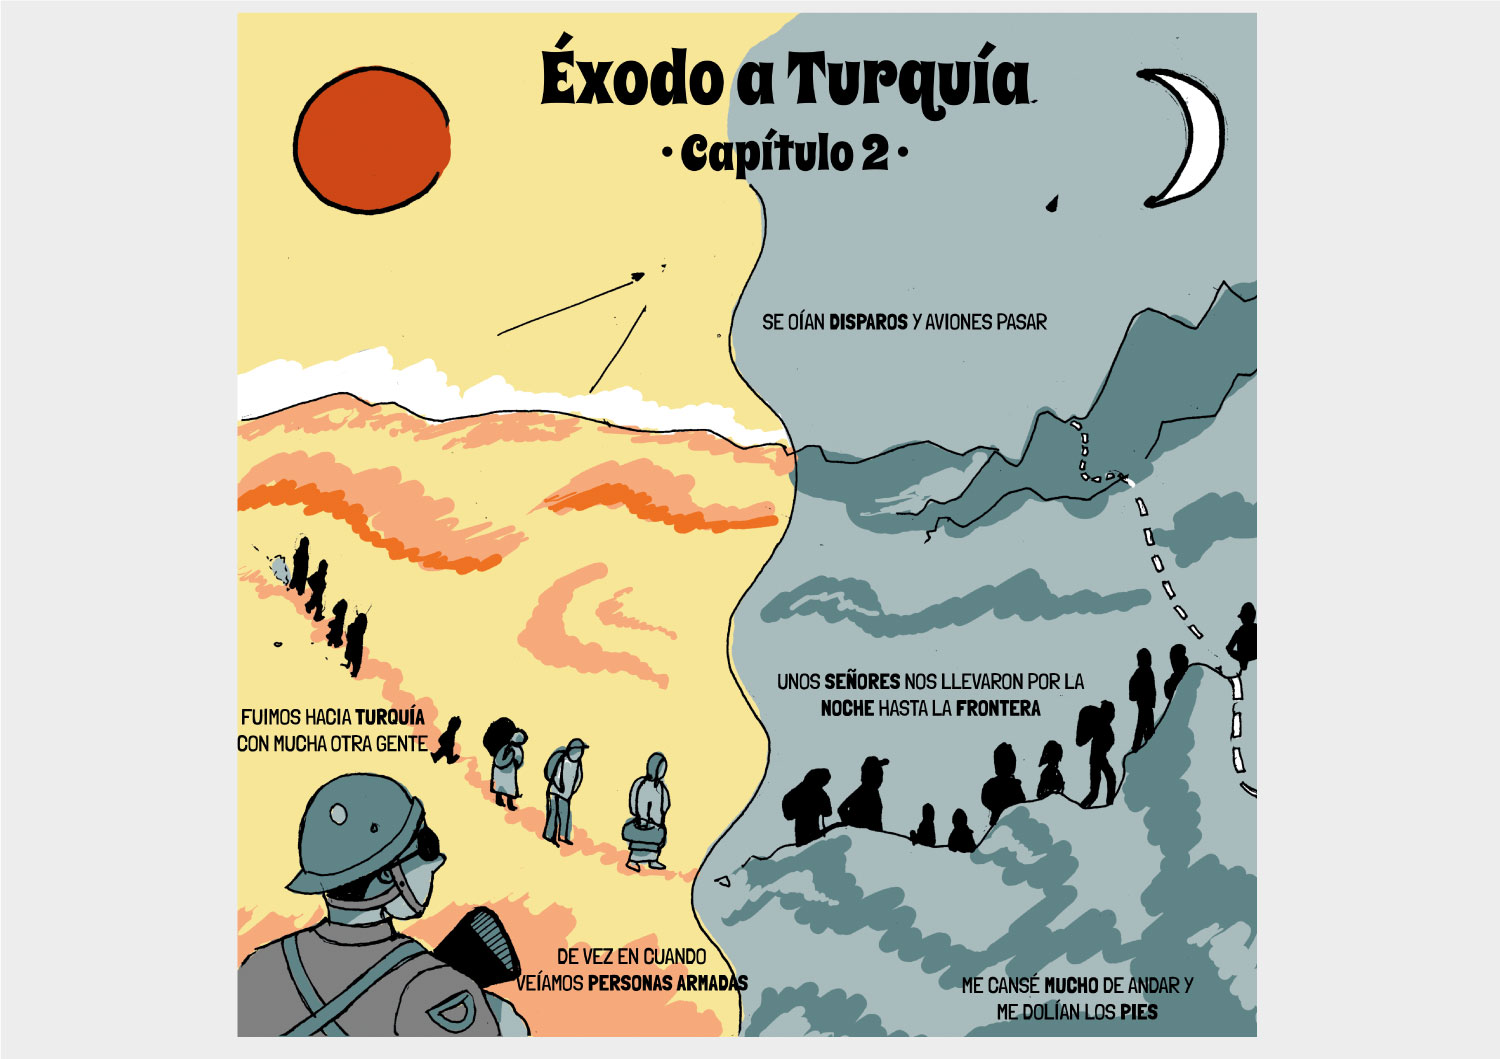 Éxodo a Turquía
· Capítulo 2 ·
SE OÍAN DISPAROS Y AVIONES PASAR
FUIMOS HACIA TURQUÍA
CON MUCHA OTRA GENTE
UNOS SEÑORES NOS LLEVARON POR LA
NOCHE HASTA LA FRONTERA
DE VEZ EN CUANDO
VEÍAMOS PERSONAS ARMADAS
ME CANSÉ MUCHO DE ANDAR Y
ME DOLÍAN LOS PIES